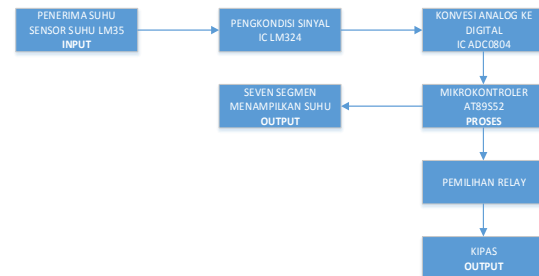 PENERIMA SUHU
SENSOR SUHU LM35
INPUT
PENGKONDISI SINYAL
IC LM324
KONVESI ANALOG KE
DIGITAL
IC ADC0804
SEVEN SEGMEN
MENAMPILKAN SUHU
OUTPUT
MIKROKONTROLER
AT89S52
PROSES
PEMILIHAN RELAY
KIPAS
OUTPUT